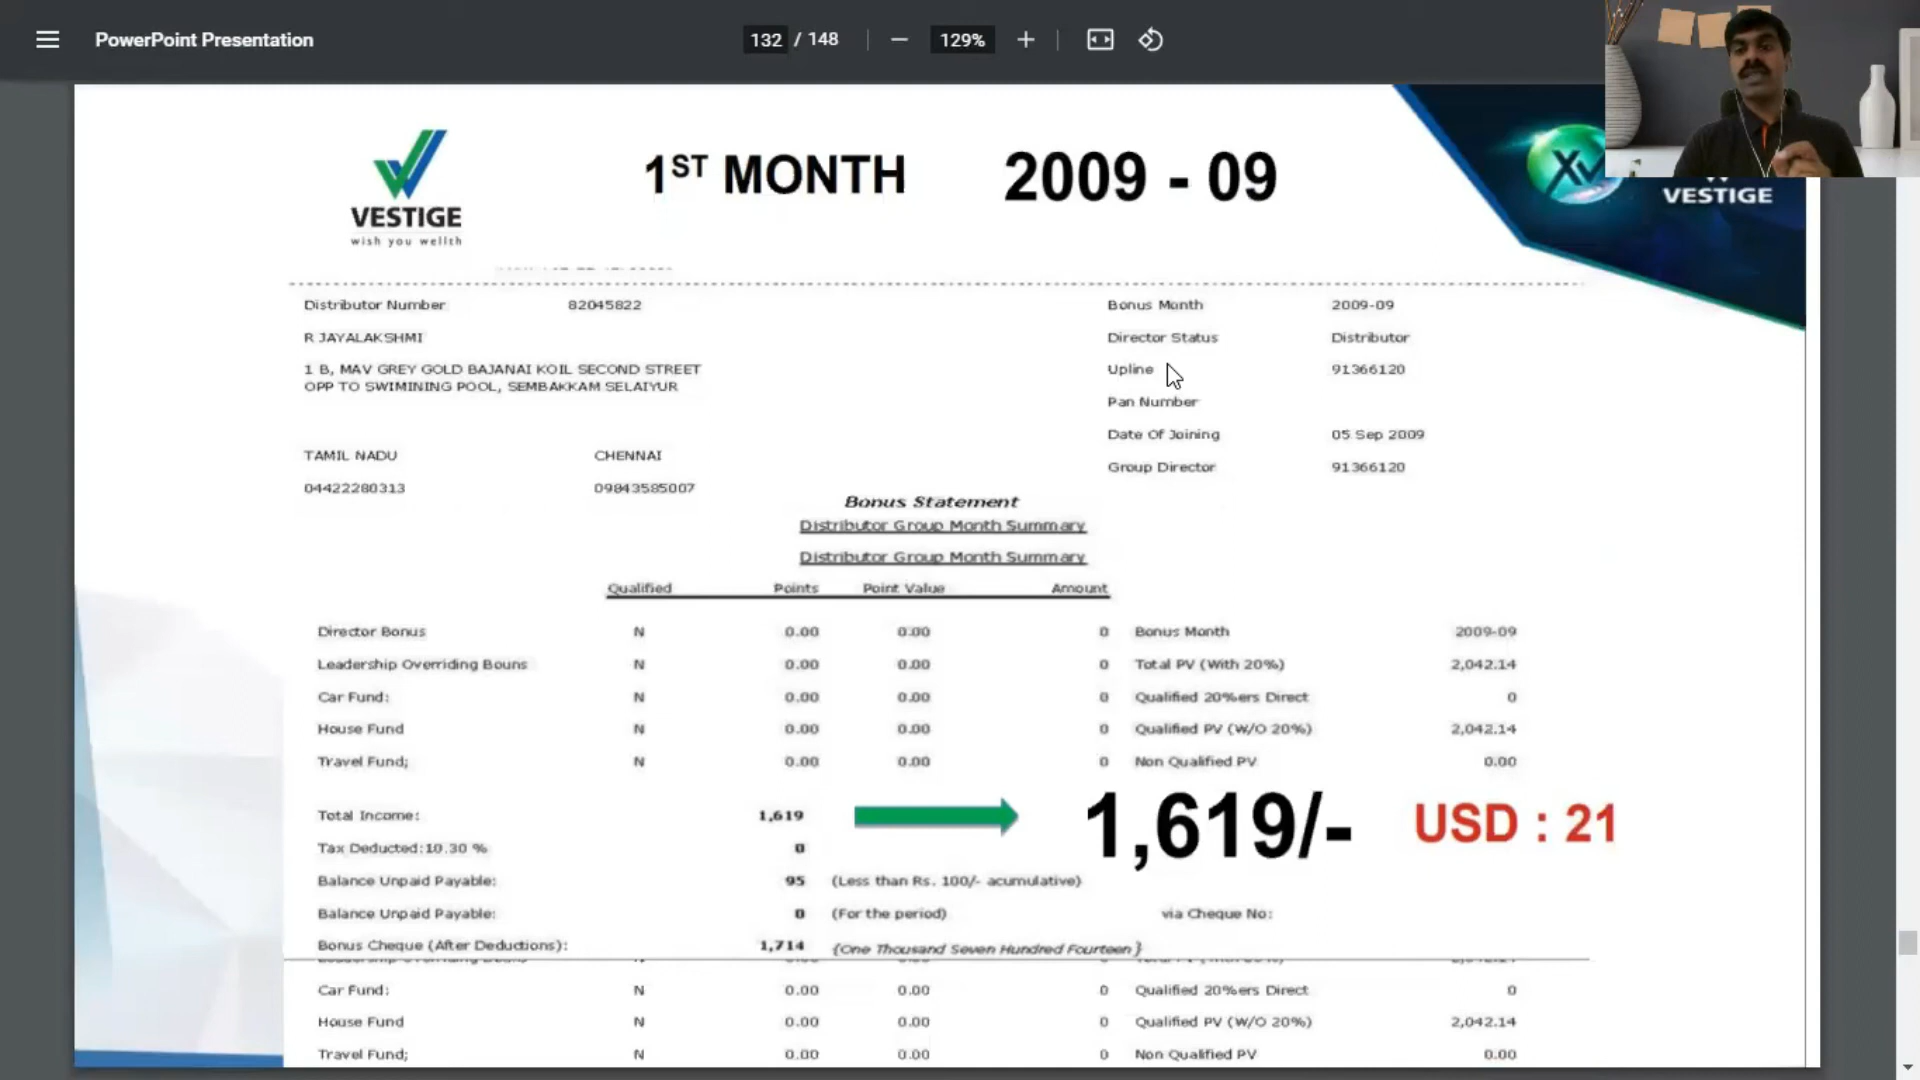 PowerPoint Presentation
132 / 148
129%
VESTIGE
wish you wellth
1ST MONTH 2009 - 09
XV
VESTIGE
Distributor Number 82045822 Bonus Month 2009-09
R JAYALAKSHMI Director Status Distributor
1 B, MAV GREY GOLD BAJANAI KOIL SECOND STREET Upline 91366120
OPP TO SWIMINING POOL, SEMBAKKAM SELAIYUR
Pan Number
Date Of Joining 05 Sep 2009
TAMIL NADU CHENNAI Group Director 91366120
04422280313 09843585007
Bonus Statement
Distributor Group Month Summary
Distributor Group Month Summary
Qualified Points Point Value Amount
Director Bonus N 0.00 0.00 0 Bonus Month 2009-09
Leadership Overriding Bouns N 0.00 0.00 0 Total PV (With 20%) 2,042.14
Car Fund: N 0.00 0.00 0 Qualified 20%ers Direct 0
House Fund N 0.00 0.00 0 Qualified PV (W/O 20%) 2,042.14
Travel Fund; N 0.00 0.00 0 Non Qualified PV 0.00
Total Income: 1,619 1,619/- USD : 21
Tax Deducted:10.30 % 0
Balance Unpaid Payable: 95 (Less than Rs. 100/- acumulative)
Balance Unpaid Payable: 0 (For the period) via Cheque No:
Bonus Cheque (After Deductions): 1,714 {One Thousand Seven Hundred Fourteen }
Car Fund: N 0.00 0.00 0 Qualified 20%ers Direct 0
House Fund N 0.00 0.00 0 Qualified PV (W/O 20%) 2,042.14
Travel Fund; N 0.00 0.00 0 Non Qualified PV 0.00